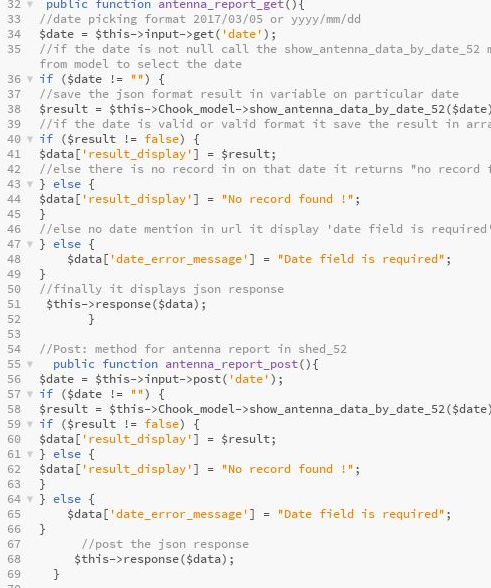 32 public function antenna_report_get(){
33 //date picking format 2017/03/05 or yyyy/mm/dd
34 $date = $this->input->get('date');
35 //if the date is not null call the show_antenna_data_by_date_52 m
from model to select the date
36 if ($date != "") {
37 //save the json format result in variable on particular date
38 $result = $this->Chook_model->show_antenna_data_by_date_52($date)
39 //if the date is valid or valid format it save the result in arra
40 if ($result != false) {
41 $data['result_display'] = $result;
42 //else there is no record in on that date it returns "no record f
43 } else {
44 $data['result_display'] = "No record found !";
45 }
46 //else no date mention in url it display 'date field is required'
47 } else {
48 $data['date_error_message'] = "Date field is required";
49 }
50 //finally it displays json response
51 $this->response($data);
52 }
53
54 //Post: method for antenna report in shed_52
55 public function antenna_report_post(){
56 $date = $this->input->post('date');
57 if ($date != "") {
58 $result = $this->Chook_model->show_antenna_data_by_date_52($date)
59 if ($result != false) {
60 $data['result_display'] = $result;
61 } else {
62 $data['result_display'] = "No record found !";
63 }
64 } else {
65 $data['date_error_message'] = "Date field is required";
66 }
67 //post the json response
68 $this->response($data);
69 }